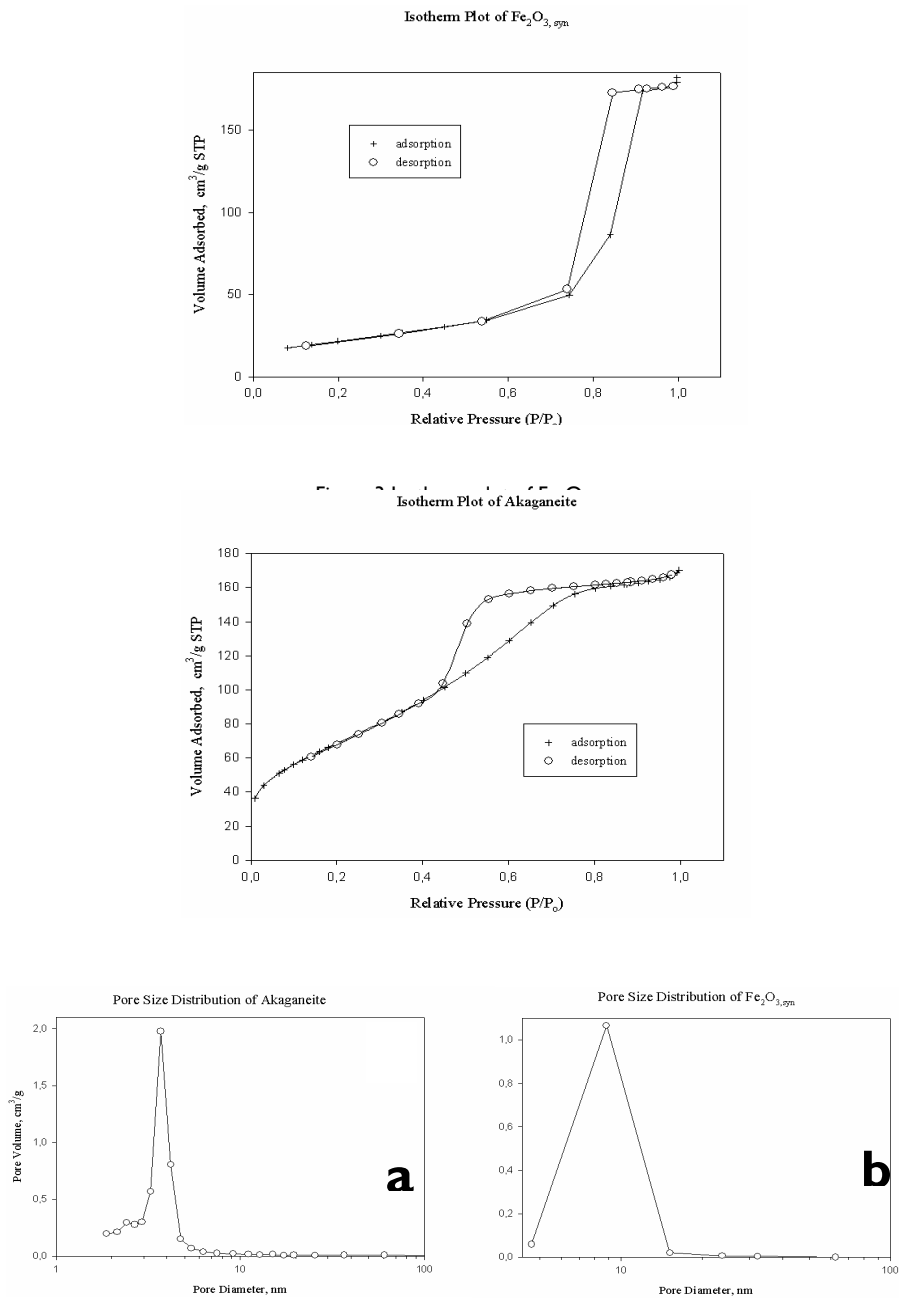 Isotherm Plot of Fe₂O₃, syn
Volume Adsorbed, cm³/g STP
150
100
50
0
adsorption
desorption
0,0 0,2 0,4 0,6 0,8 1,0
Relative Pressure (P/P
Isotherm Plot of Akaganeite
Volume Adsorbed, cm³/g STP
180
160
140
120
100
80
60
40
20
0
adsorption
desorption
0,0 0,2 0,4 0,6 0,8 1,0
Relative Pressure (P/Pₒ)
Pore Size Distribution of Akaganeite
Pore Volume, cm³/g
2,0
1,5
1,0
0,5
0,0
a
1 10 100
Pore Diameter, nm
Pore Size Distribution of Fe₂O₃,syn
1,0
0,8
0,6
0,4
0,2
0,0
b
10 100
Pore Diameter, nm